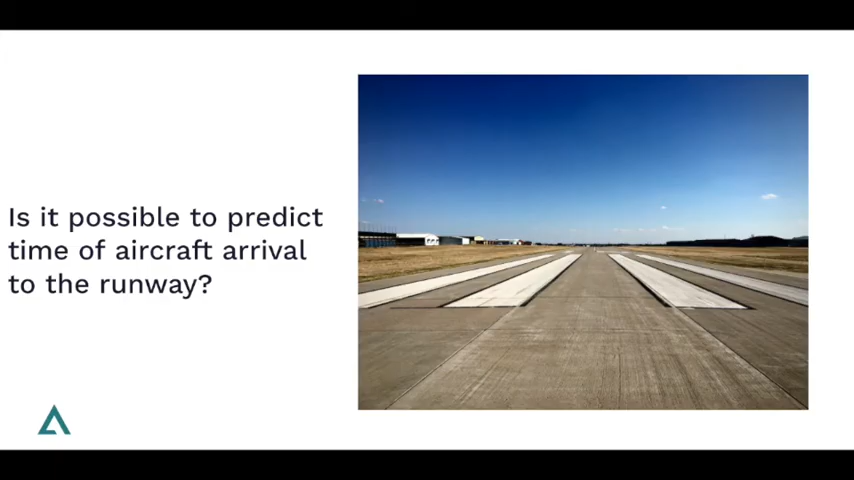 Is it possible to predict
time of aircraft arrival
to the runway?